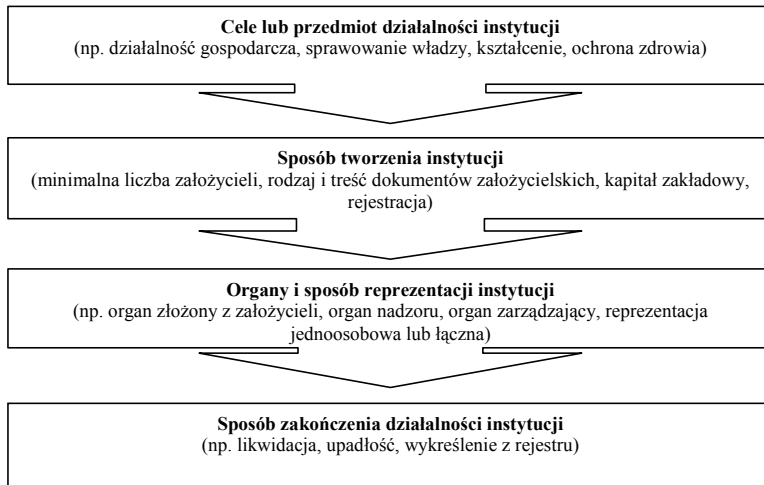 Cele lub przedmiot działalności instytucji
(np. działalność gospodarcza, sprawowanie władzy, kształcenie, ochrona zdrowia)
Sposób tworzenia instytucji
(minimalna liczba założycieli, rodzaj i treść dokumentów założycielskich, kapitał zakładowy,
rejestracja)
Organy i sposób reprezentacji instytucji
(np. organ złożony z założycieli, organ nadzoru, organ zarządzający, reprezentacja
jednoosobowa lub łączna)
Sposób zakończenia działalności instytucji
(np. likwidacja, upadłość, wykreślenie z rejestru)